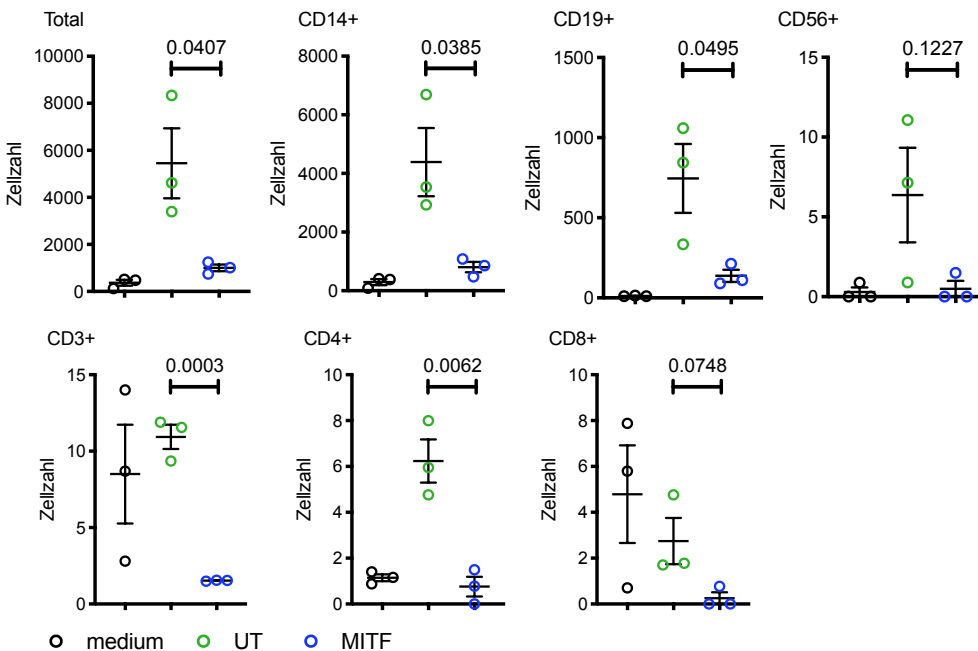 Total
0.0407
10000
8000
6000
4000
2000
0
Zellzahl
CD14+
0.0385
8000
6000
4000
2000
0
Zellzahl
CD19+
0.0495
1500
1000
500
0
Zellzahl
CD56+
0.1227
15
10
5
0
Zellzahl
CD3+
0.0003
15
10
5
0
Zellzahl
CD4+
0.0062
10
8
6
4
2
0
Zellzahl
CD8+
0.0748
10
8
6
4
2
0
Zellzahl
medium UT MITF